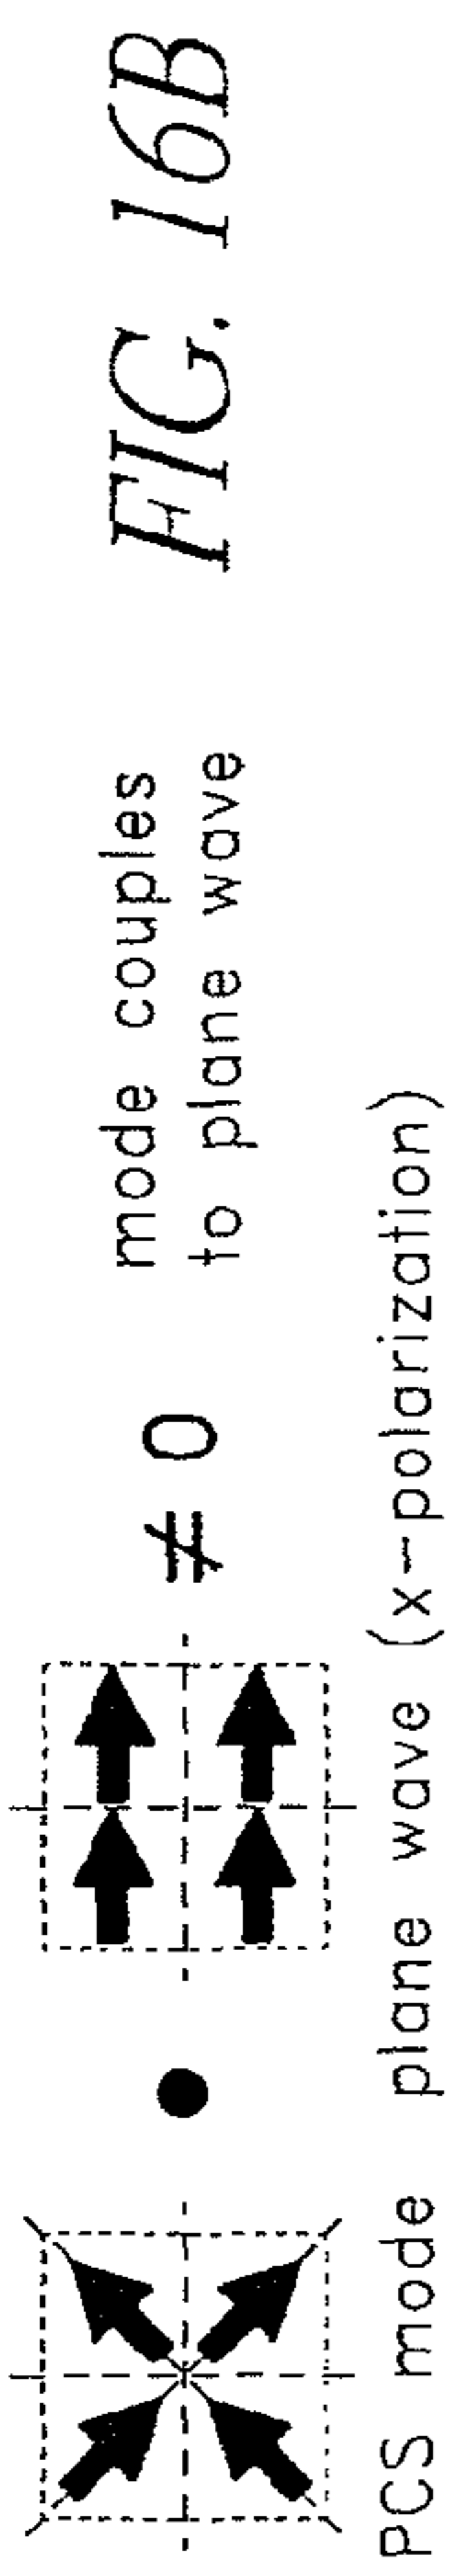 FIG. 16B
≠ 0
mode couples
to plane wave
PCS mode
plane wave (x-polarization)